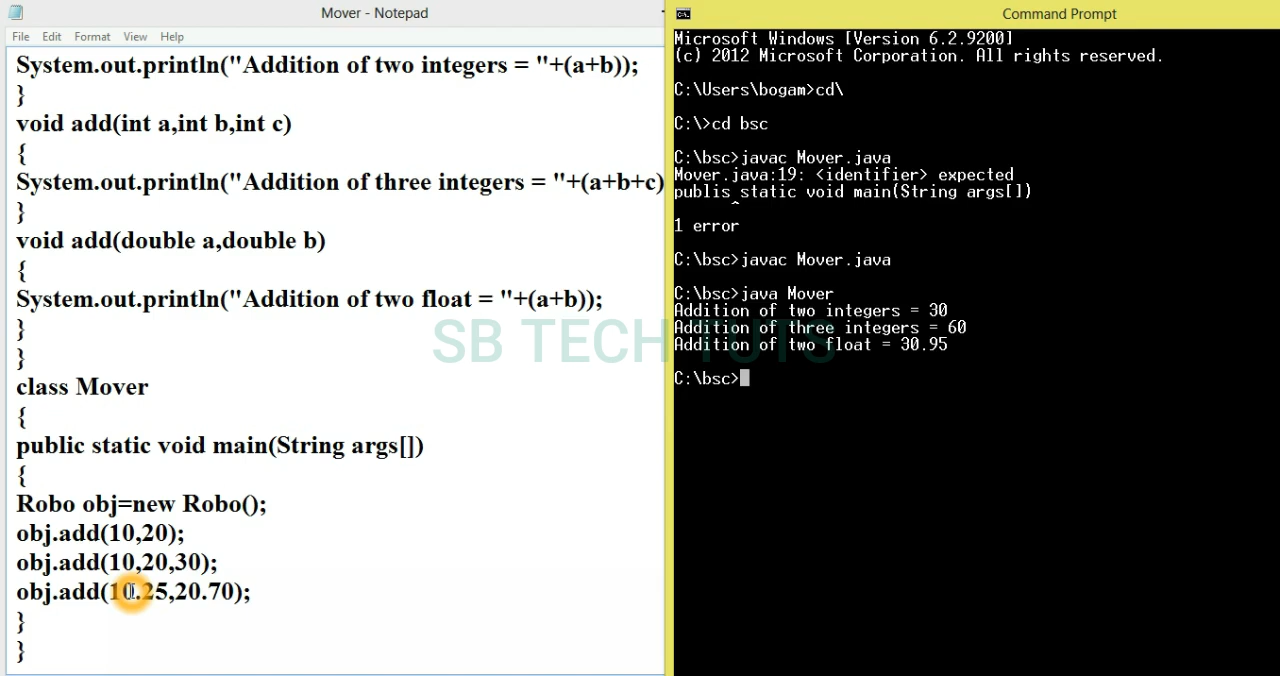 Mover - Notepad
File Edit Format View Help
System.out.println("Addition of two integers = "+(a+b));
}
void add(int a,int b,int c)
{
System.out.println("Addition of three integers = "+(a+b+c)
}
void add(double a,double b)
{
System.out.println("Addition of two float = "+(a+b));
}
}
class Mover
{
public static void main(String args[])
{
Robo obj=new Robo();
obj.add(10,20);
obj.add(10,20,30);
obj.add(10.25,20.70);
}
}
Command Prompt
Microsoft Windows [Version 6.2.9200]
(c) 2012 Microsoft Corporation. All rights reserved.
C:\Users\bogam>cd\
C:\>cd bsc
C:\bsc>javac Mover.java
Mover.java:19: <identifier> expected
publis static void main(String args[])
^
1 error
C:\bsc>javac Mover.java
C:\bsc>java Mover
Addition of two integers = 30
Addition of three integers = 60
Addition of two float = 30.95
C:\bsc>
SB TECH TUTS